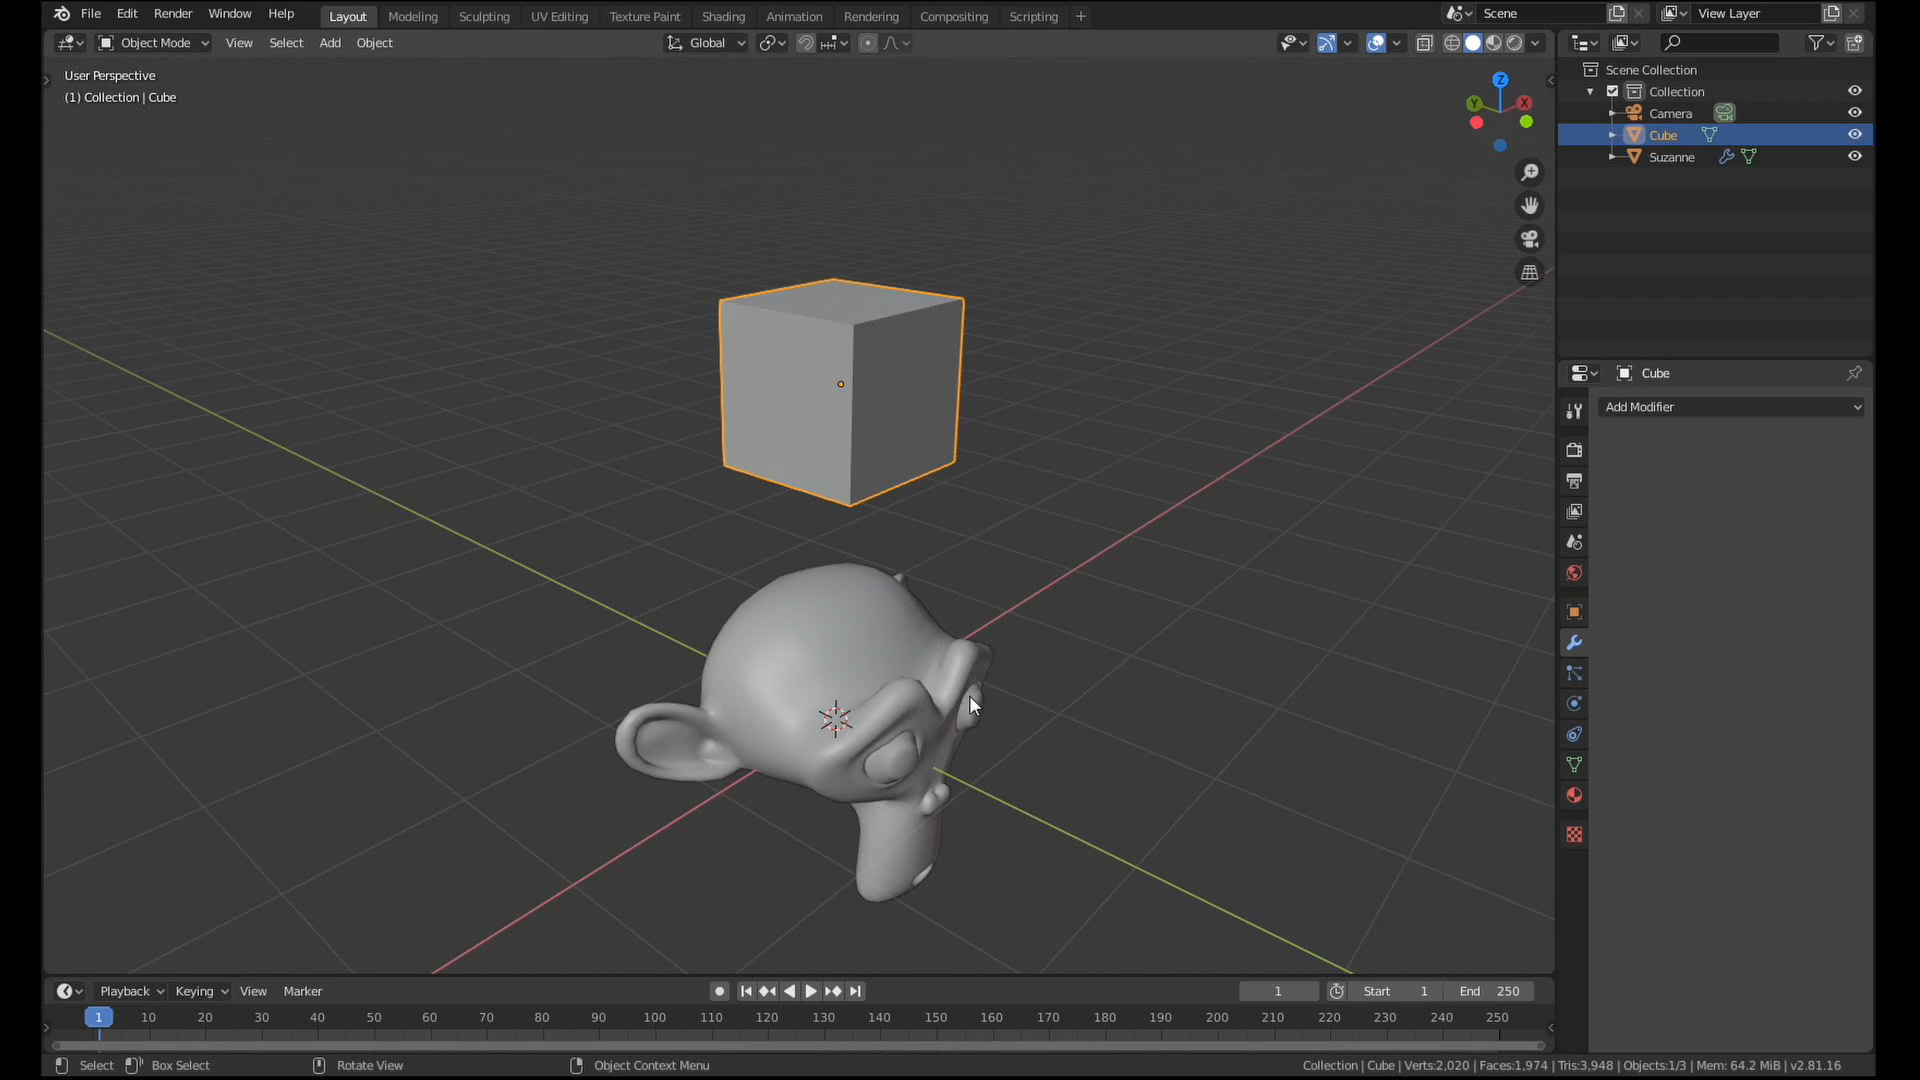 File Edit Render Window Help Layout Modeling Sculpting UV Editing Texture Paint Shading Animation Rendering Compositing Scripting + Scene View Layer
Object Mode View Select Add Object Global
User Perspective
(1) Collection | Cube
Z
Y
X
Scene Collection
Collection
Camera
Cube
Suzanne
Cube
Add Modifier
Playback Keying View Marker 1 Start 1 End 250
1 10 20 30 40 50 60 70 80 90 100 110 120 130 140 150 160 170 180 190 200 210 220 230 240 250
Select Box Select Rotate View Object Context Menu Collection | Cube | Verts:2,020 | Faces:1,974 | Tris:3,948 | Objects:1/3 | Mem: 64.2 MiB | v2.81.16